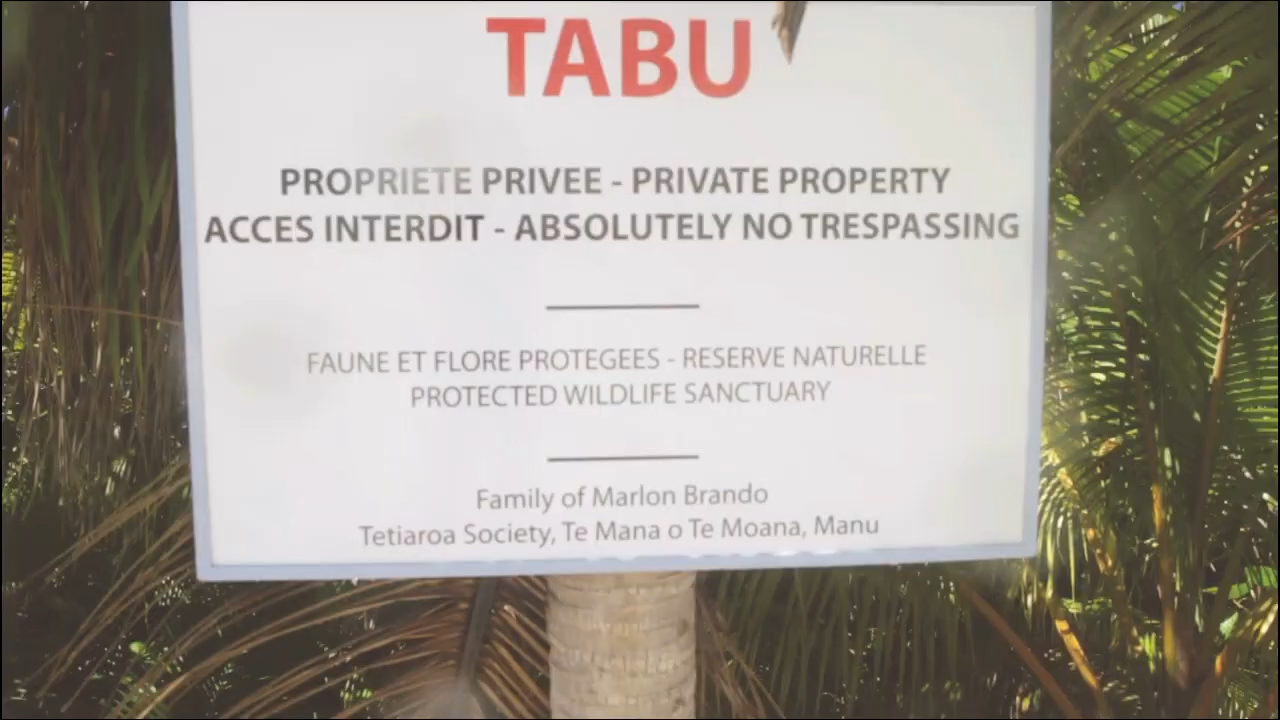 TABU
PROPRIETE PRIVEE - PRIVATE PROPERTY
ACCES INTERDIT - ABSOLUTELY NO TRESPASSING
FAUNE ET FLORE PROTEGEES - RESERVE NATURELLE
PROTECTED WILDLIFE SANCTUARY
Family of Marlon Brando
Tetiaroa Society, Te Mana o Te Moana, Manu